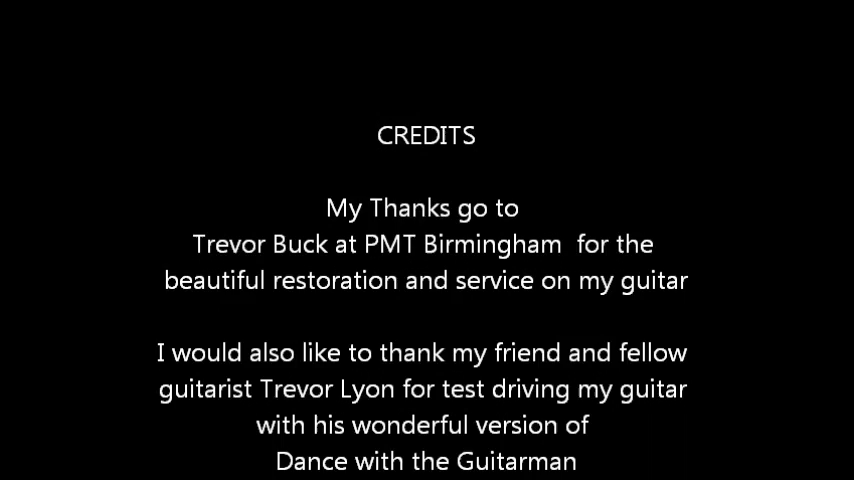 CREDITS
My Thanks go to
Trevor Buck at PMT Birmingham  for the
beautiful restoration and service on my guitar
I would also like to thank my friend and fellow
guitarist Trevor Lyon for test driving my guitar
with his wonderful version of
Dance with the Guitarman